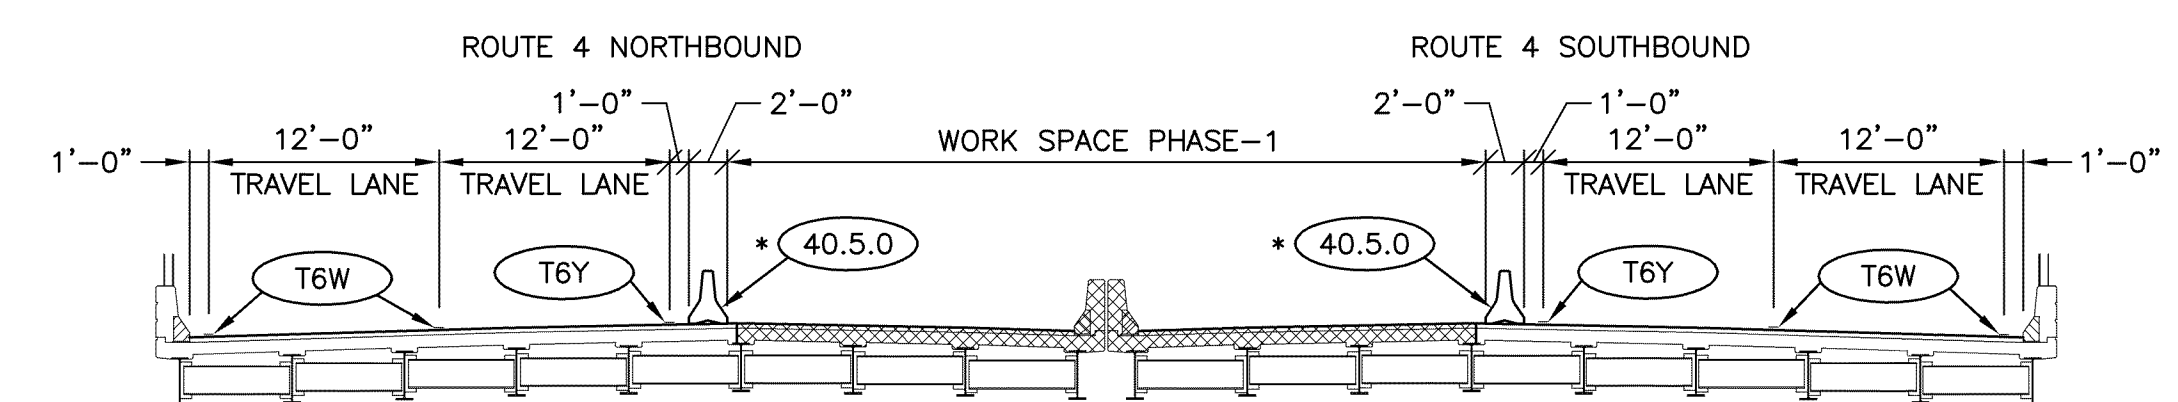 ROUTE 4 NORTHBOUND ROUTE 4 SOUTHBOUND
1'-0" 2'-0" 2'-0" 1'-0"
1'-0" 12'-0" 12'-0" WORK SPACE PHASE-1 12'-0" 12'-0" 1'-0"
TRAVEL LANE TRAVEL LANE TRAVEL LANE TRAVEL LANE
T6W T6Y * 40.5.0 * 40.5.0 T6Y T6W